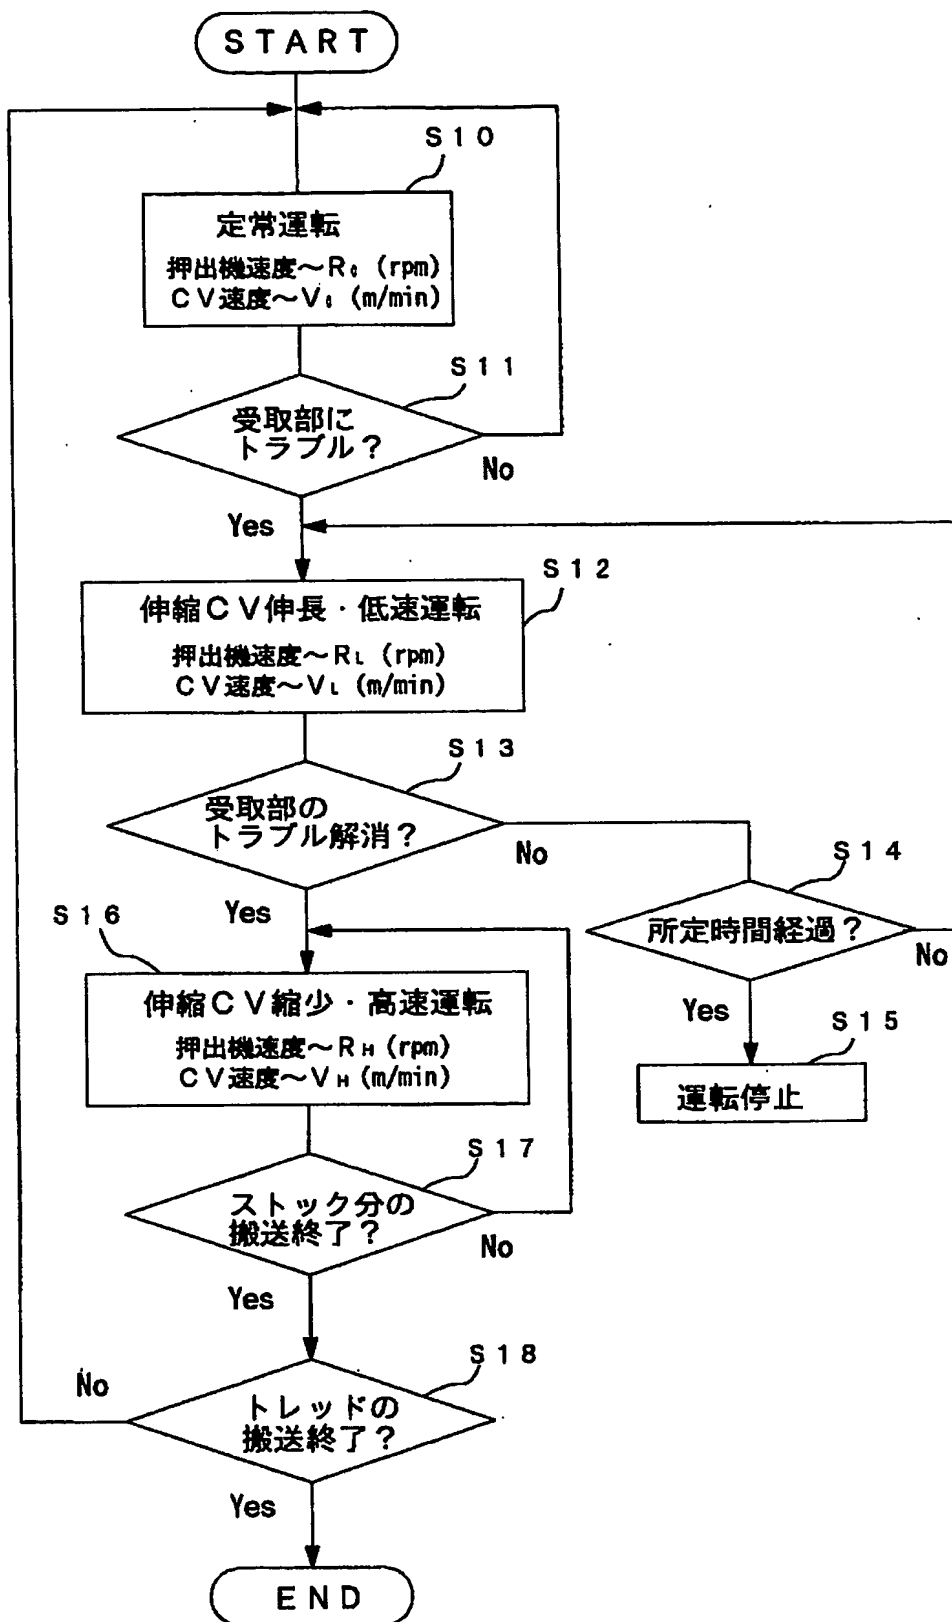 START
S10
定常運転
押出機速度～R₀ (rpm)
CV速度～V₀ (m/min)
S11
受取部に
トラブル？
No
Yes
S12
伸縮CV伸長・低速運転
押出機速度～RL (rpm)
CV速度～VL (m/min)
S13
受取部の
トラブル解消？
No
S14
所定時間経過？
No
Yes
S15
運転停止
Yes
S16
伸縮CV縮少・高速運転
押出機速度～RH (rpm)
CV速度～VH (m/min)
S17
ストック分の
搬送終了？
No
Yes
S18
トレッドの
搬送終了？
No
Yes
END